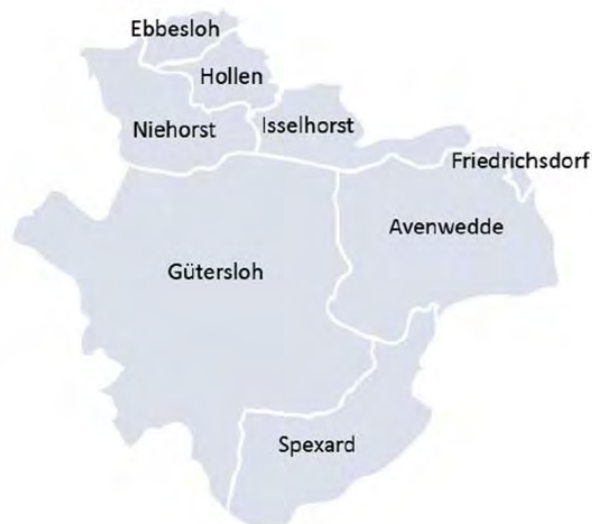 Ebbesloh
Hollen
Niehorst
Isselhorst
Friedrichsdorf
Avenwedde
Gütersloh
Spexard